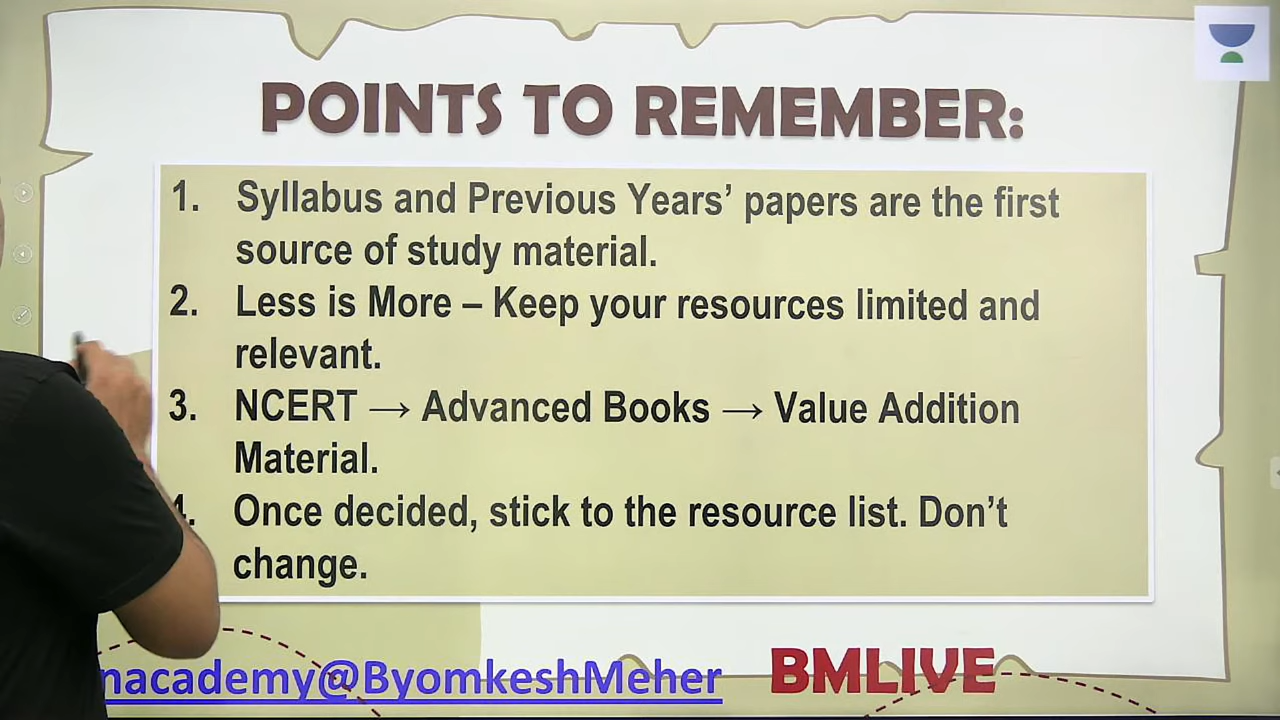 POINTS TO REMEMBER:
1. Syllabus and Previous Years’ papers are the first
source of study material.
2. Less is More – Keep your resources limited and
relevant.
3. NCERT → Advanced Books → Value Addition
Material.
4. Once decided, stick to the resource list. Don’t
change.
nacademy@ByomkeshMeher
BMLIVE